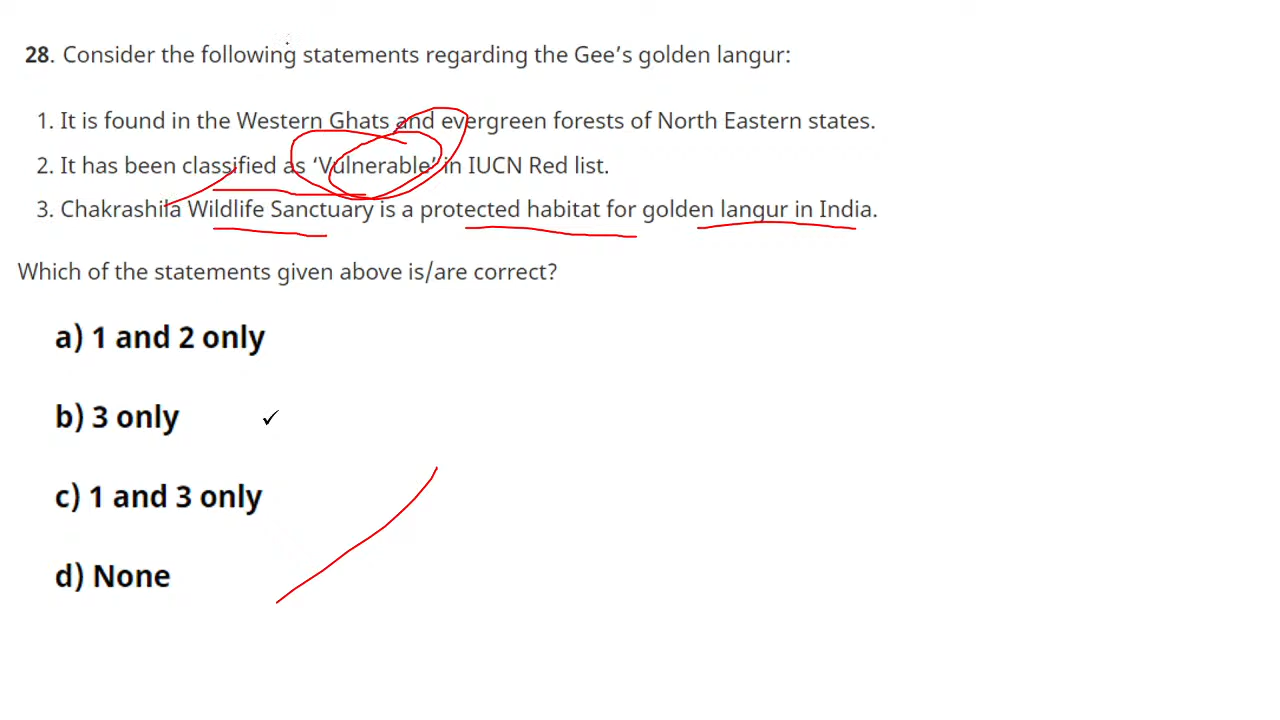 28. Consider the following statements regarding the Gee’s golden langur:
1. It is found in the Western Ghats and evergreen forests of North Eastern states.
2. It has been classified as ‘Vulnerable’ in IUCN Red list.
3. Chakrashila Wildlife Sanctuary is a protected habitat for golden langur in India.
Which of the statements given above is/are correct?
a) 1 and 2 only
b) 3 only
c) 1 and 3 only
d) None